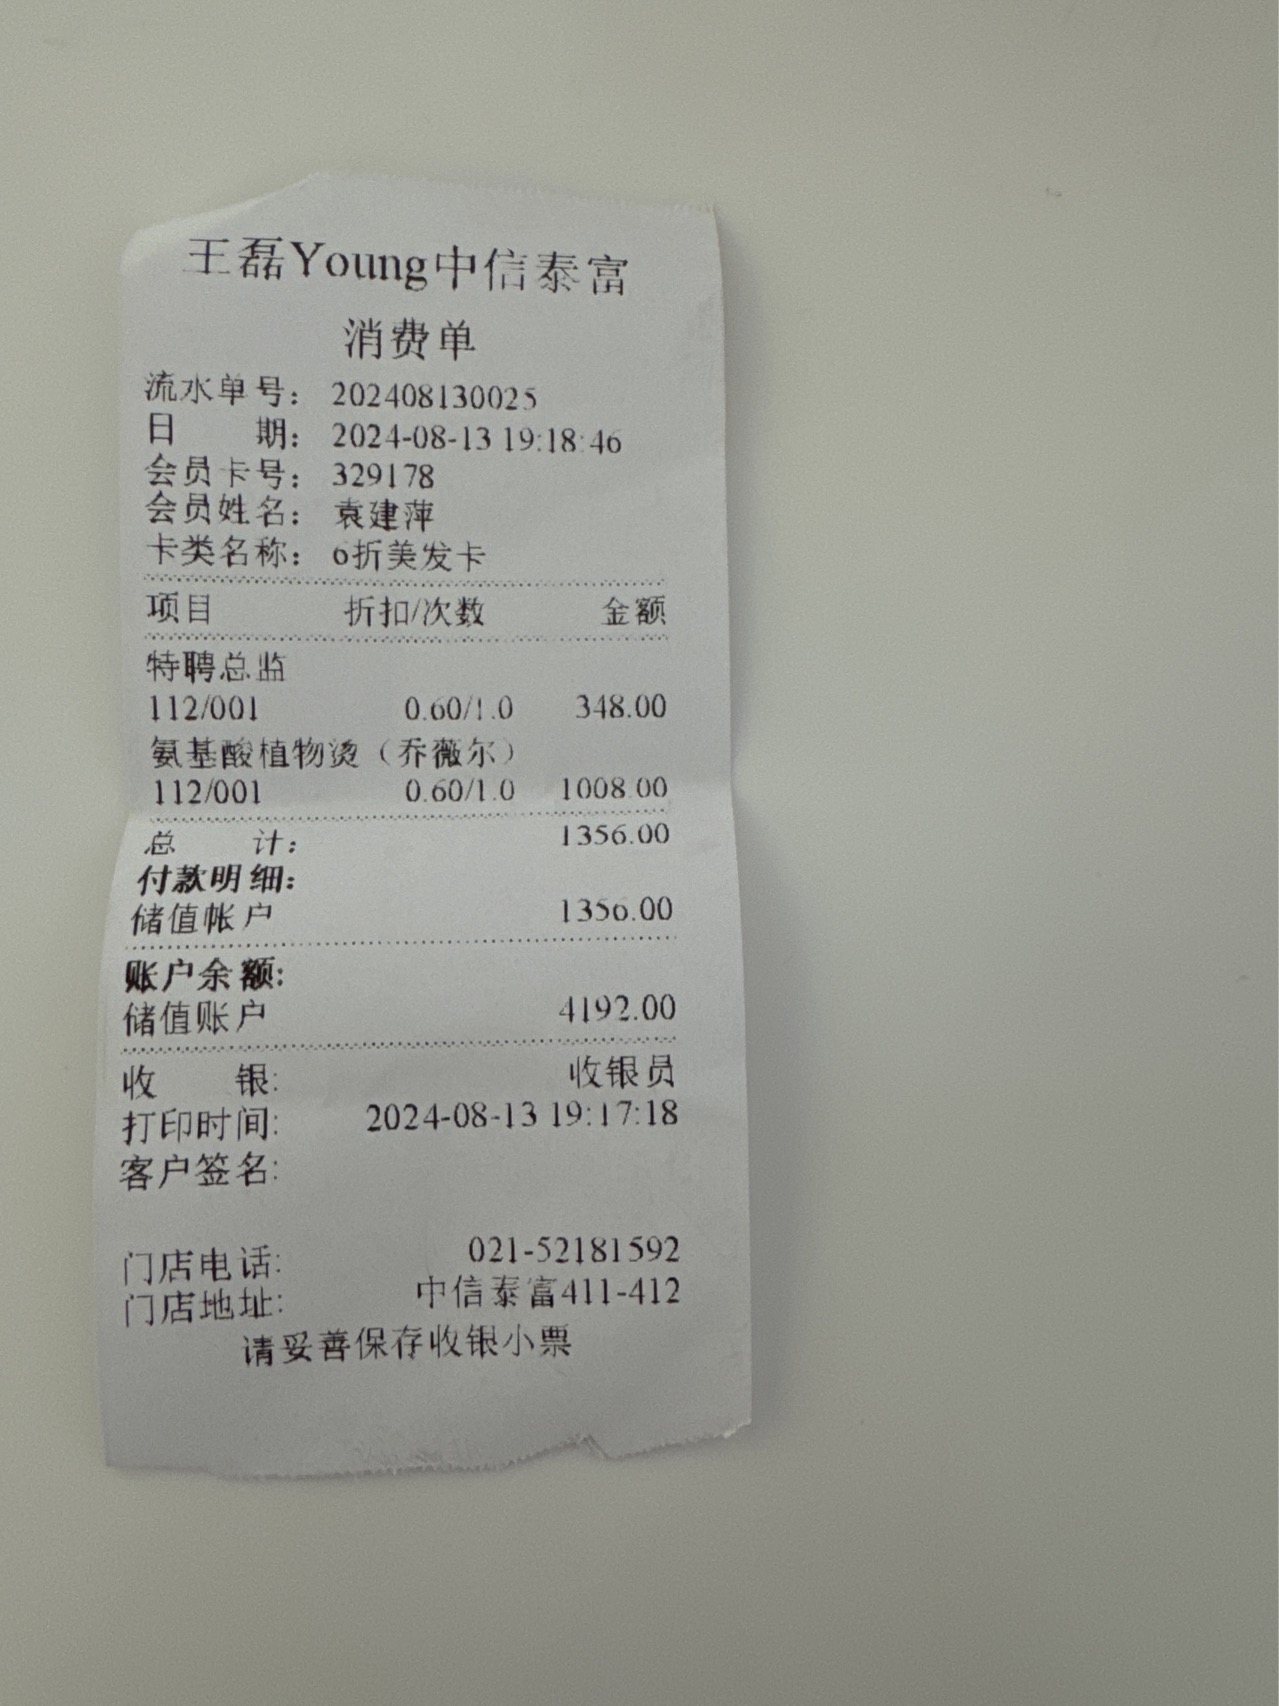 王磊Young中信泰富
消费单
流水单号： 202408130025
日 期： 2024-08-13 19:18:46
会员卡号： 329178
会员姓名： 袁建萍
卡类名称： 6折美发卡
项目 折扣/次数 金额
特聘总监
112/001 0.60/1.0 348.00
氨基酸植物烫（乔薇尔）
112/001 0.60/1.0 1008.00
总 计： 1356.00
付款明细:
储值帐户 1356.00
账户余额:
储值账户 4192.00
收 银: 收银员
打印时间: 2024-08-13 19:17:18
客户签名:
门店电话: 021-52181592
门店地址: 中信泰富411-412
请妥善保存收银小票